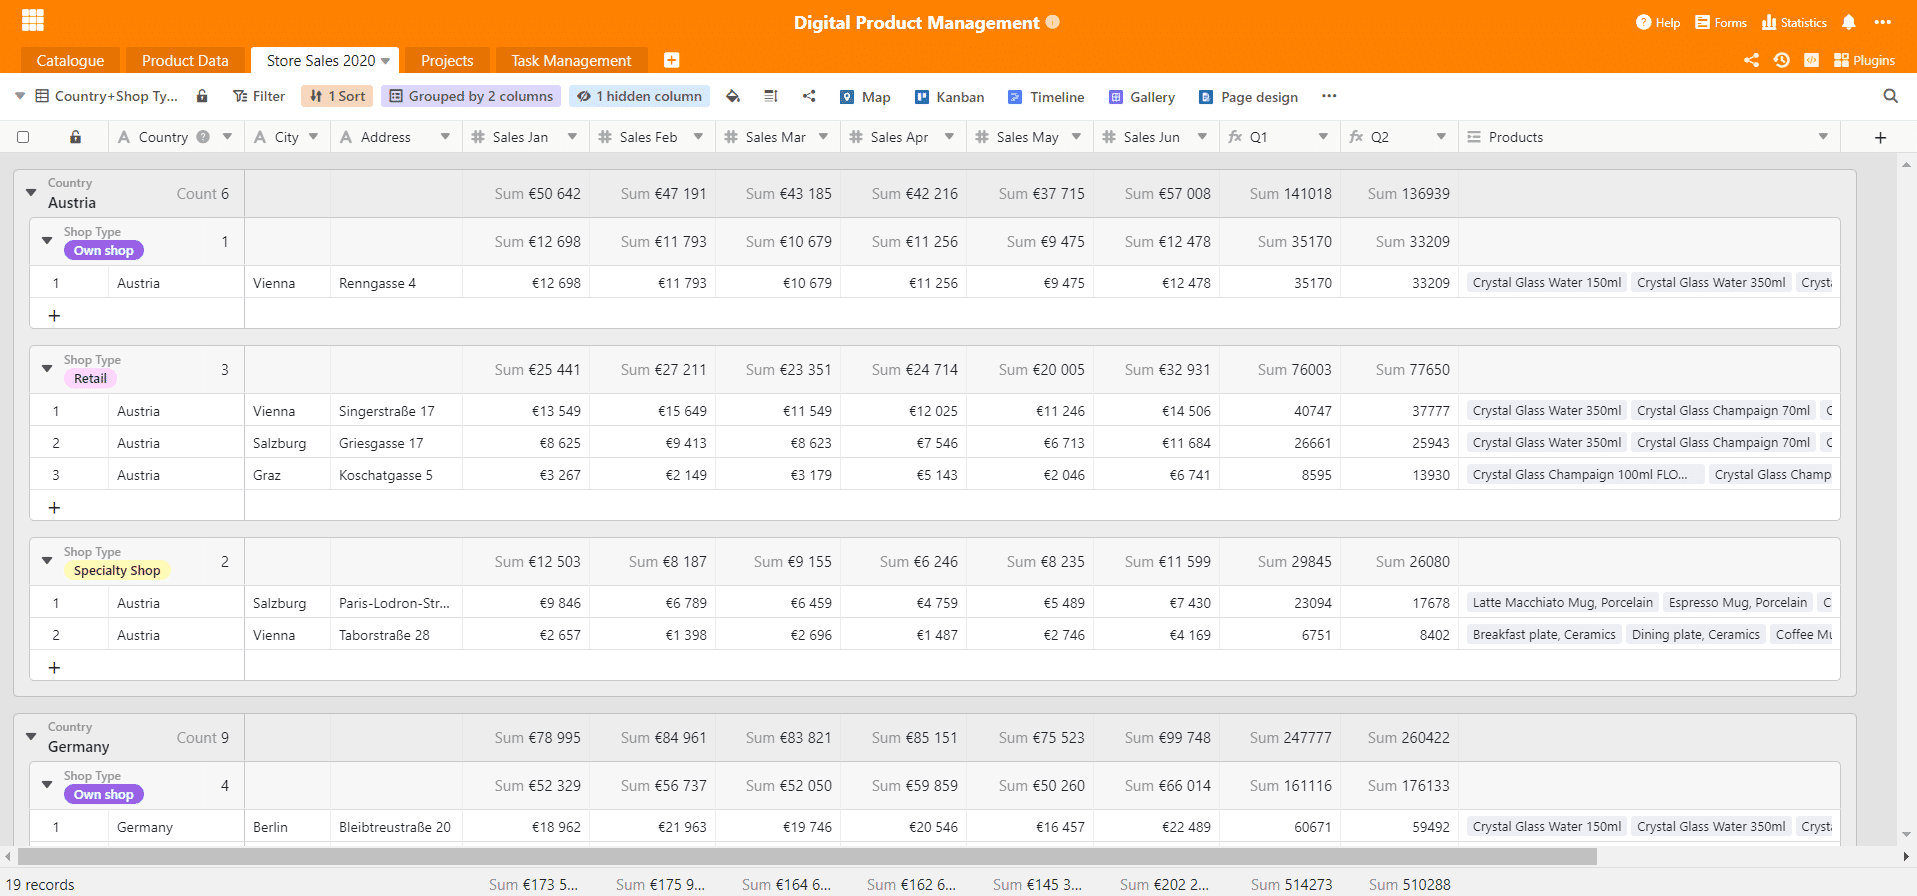 Digital Product Management
Help Forms Statistics
Catalogue Product Data Store Sales 2020 Projects Task Management
Plugins
Country+Shop Ty... Filter 1 Sort Grouped by 2 columns 1 hidden column Map Kanban Timeline Gallery Page design
Country City Address Sales Jan Sales Feb Sales Mar Sales Apr Sales May Sales Jun Q1 Q2 Products
Country
Austria Count 6 Sum €50 642 Sum €47 191 Sum €43 185 Sum €42 216 Sum €37 715 Sum €57 008 Sum 141018 Sum 136939
Shop Type
Own shop 1 Sum €12 698 Sum €11 793 Sum €10 679 Sum €11 256 Sum €9 475 Sum €12 478 Sum 35170 Sum 33209
1 Austria Vienna Renngasse 4 €12 698 €11 793 €10 679 €11 256 €9 475 €12 478 35170 33209 Crystal Glass Water 150ml Crystal Glass Water 350ml Cryst
Shop Type
Retail 3 Sum €25 441 Sum €27 211 Sum €23 351 Sum €24 714 Sum €20 005 Sum €32 931 Sum 76003 Sum 77650
1 Austria Vienna Singerstraße 17 €13 549 €15 649 €11 549 €12 025 €11 246 €14 506 40747 37777 Crystal Glass Water 350ml Crystal Glass Champaign 70ml C
2 Austria Salzburg Griesgasse 17 €8 625 €9 413 €8 623 €7 546 €6 713 €11 684 26661 25943 Crystal Glass Water 350ml Crystal Glass Champaign 70ml C
3 Austria Graz Koschatgasse 5 €3 267 €2 149 €3 179 €5 143 €2 046 €6 741 8595 13930 Crystal Glass Champaign 100ml FLO... Crystal Glass Champ
Shop Type
Specialty Shop 2 Sum €12 503 Sum €8 187 Sum €9 155 Sum €6 246 Sum €8 235 Sum €11 599 Sum 29845 Sum 26080
1 Austria Salzburg Paris-Lodron-Str... €9 846 €6 789 €6 459 €4 759 €5 489 €7 430 23094 17678 Latte Macchiato Mug, Porcelain Espresso Mug, Porcelain C
2 Austria Vienna Taborstraße 28 €2 657 €1 398 €2 696 €1 487 €2 746 €4 169 6751 8402 Breakfast plate, Ceramics Dining plate, Ceramics Coffee Mu
Country
Germany Count 9 Sum €78 995 Sum €84 961 Sum €83 821 Sum €85 151 Sum €75 523 Sum €99 748 Sum 247777 Sum 260422
Shop Type
Own shop 4 Sum €52 329 Sum €56 737 Sum €52 050 Sum €59 859 Sum €50 260 Sum €66 014 Sum 161116 Sum 176133
1 Germany Berlin Bleibtreustraße 20 €18 962 €21 963 €19 746 €20 546 €16 457 €22 489 60671 59492 Crystal Glass Water 150ml Crystal Glass Water 350ml Cryst
19 records Sum €173 5... Sum €175 9... Sum €164 6... Sum €162 6... Sum €145 3... Sum €202 2... Sum 514273 Sum 510288